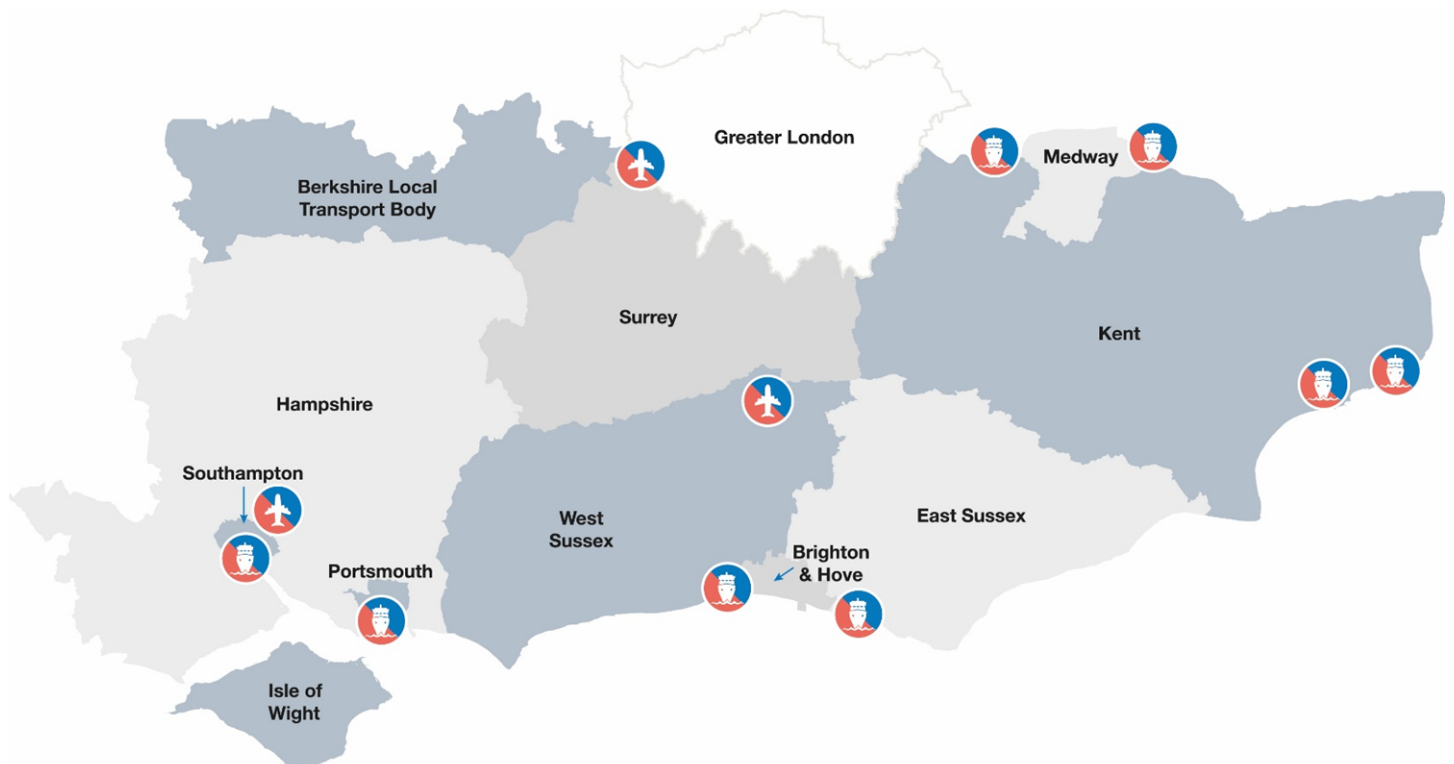 Greater London
Medway
Berkshire Local
Transport Body
Surrey
Kent
Hampshire
Southampton
West
Sussex
East Sussex
Brighton
& Hove
Portsmouth
Isle of
Wight